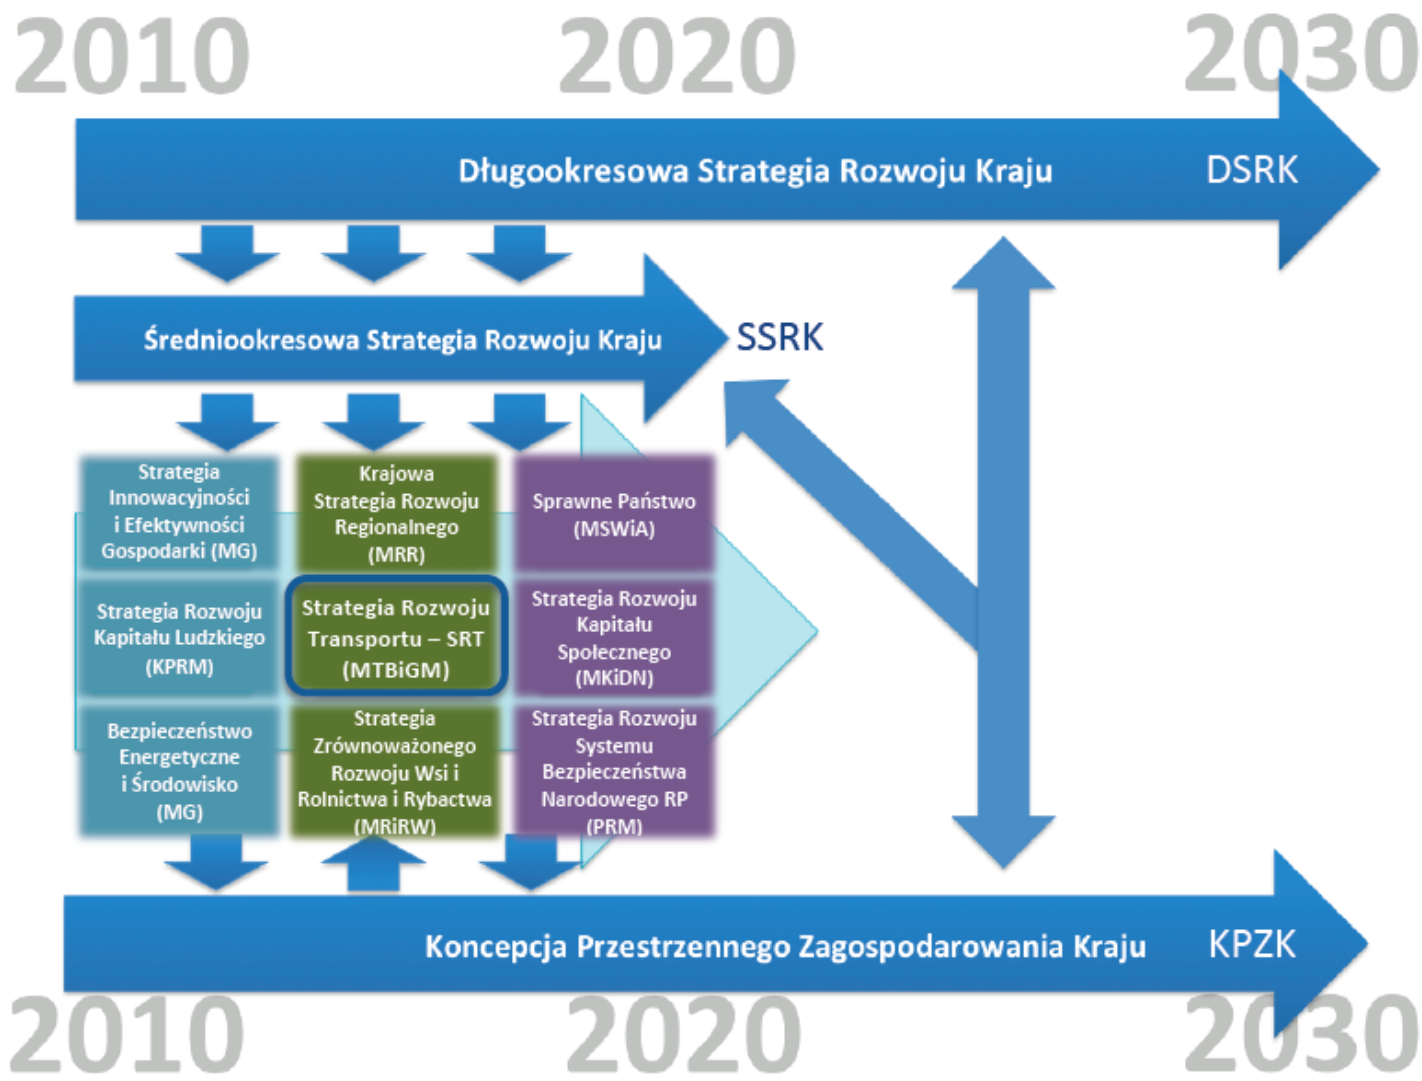 2010 2020 2030
Długookresowa Strategia Rozwoju Kraju DSRK
Średniookresowa Strategia Rozwoju Kraju SSRK
Strategia
Innowacyjności
i Efektywności
Gospodarki (MG)
Krajowa
Strategia Rozwoju
Regionalnego
(MRR)
Sprawne Państwo
(MSWiA)
Strategia Rozwoju
Kapitału Ludzkiego
(KPRM)
Strategia Rozwoju
Transportu – SRT
(MTBiGM)
Strategia Rozwoju
Kapitału
Społecznego
(MKiDN)
Bezpieczeństwo
Energetyczne
i Środowisko
(MG)
Strategia
Zrównoważonego
Rozwoju Wsi i
Rolnictwa i Rybactwa
(MRiRW)
Strategia Rozwoju
Systemu
Bezpieczeństwa
Narodowego RP
(PRM)
Koncepcja Przestrzennego Zagospodarowania Kraju KPZK
2010 2020 2030